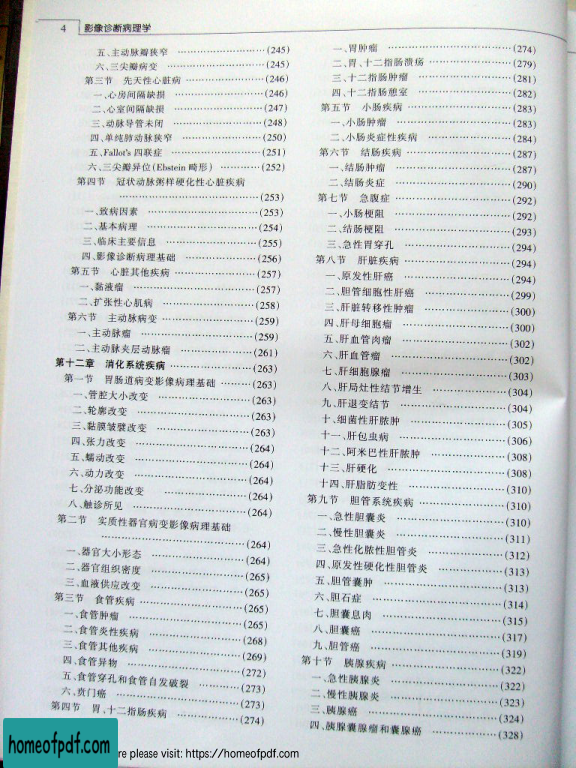 4 影像诊断病理学
五、主动脉瓣狭窄 ……………………(245)
六、三尖瓣病变 ……………………(245)
第三节 先天性心脏病 ……………………(246)
一、心房间隔缺损 ……………………(246)
二、心室间隔缺损 ……………………(247)
三、动脉导管未闭 ……………………(248)
四、单纯肺动脉狭窄 ……………………(250)
五、Fallot's 四联症 ……………………(251)
六、三尖瓣异位(Ebstein 畸形) ……………(252)
第四节 冠状动脉粥样硬化性心脏疾病
……………………(253)
一、致病因素 ……………………(253)
二、基本病理 ……………………(254)
三、临床主要信息 ……………………(255)
四、影像诊断病理基础 ……………………(256)
第五节 心脏其他疾病 ……………………(257)
一、黏液瘤 ……………………(257)
二、扩张性心肌病 ……………………(258)
第六节 主动脉病变 ……………………(259)
一、主动脉瘤 ……………………(259)
二、主动脉夹层动脉瘤 ……………………(261)
第十二章 消化系统疾病 ……………………(263)
第一节 胃肠道病变影像病理基础 …………(263)
一、管腔大小改变 ……………………(263)
二、轮廓改变 ……………………(263)
三、黏膜皱襞改变 ……………………(263)
四、张力改变 ……………………(264)
五、蠕动改变 ……………………(264)
六、动力改变 ……………………(264)
七、分泌功能改变 ……………………(264)
八、触诊所见 ……………………(264)
第二节 实质性器官病变影像病理基础
……………………(264)
一、器官大小形态 ……………………(264)
二、器官组织密度 ……………………(265)
三、血液供应改变 ……………………(265)
第三节 食管疾病 ……………………(265)
一、食管肿瘤 ……………………(265)
二、食管炎性疾病 ……………………(268)
三、食管其他疾病 ……………………(269)
四、食管异物 ……………………(272)
五、食管穿孔和食管自发破裂 ……………(273)
六、贲门癌 ……………………(273)
第四节 胃、十二指肠疾病 ……………………(274)
一、胃肿瘤 ……………………(274)
二、胃、十二指肠溃疡 ……………………(279)
三、十二指肠肿瘤 ……………………(281)
四、十二指肠憩室 ……………………(282)
第五节 小肠疾病 ……………………(283)
一、小肠肿瘤 ……………………(283)
二、小肠炎症性疾病 ……………………(284)
第六节 结肠疾病 ……………………(287)
一、结肠肿瘤 ……………………(287)
二、结肠炎症 ……………………(290)
第七节 急腹症 ……………………(292)
一、小肠梗阻 ……………………(292)
二、结肠梗阻 ……………………(293)
三、急性胃穿孔 ……………………(294)
第八节 肝脏疾病 ……………………(294)
一、原发性肝癌 ……………………(294)
二、胆管细胞性肝癌 ……………………(299)
三、肝脏转移性肿瘤 ……………………(300)
四、肝母细胞瘤 ……………………(300)
五、肝血管肉瘤 ……………………(302)
六、肝血管瘤 ……………………(302)
七、肝细胞腺瘤 ……………………(303)
八、肝局灶性结节增生 ……………………(304)
九、肝退变结节 ……………………(304)
十、细菌性肝脓肿 ……………………(305)
十一、肝包虫病 ……………………(306)
十二、阿米巴性肝脓肿 ……………………(308)
十三、肝硬化 ……………………(308)
十四、肝脂肪变性 ……………………(310)
第九节 胆管系统疾病 ……………………(310)
一、急性胆囊炎 ……………………(310)
二、慢性胆囊炎 ……………………(311)
三、急性化脓性胆管炎 ……………………(312)
四、原发性硬化性胆管炎 ……………………(313)
五、胆管囊肿 ……………………(313)
六、胆石症 ……………………(314)
七、胆囊息肉 ……………………(315)
八、胆囊癌 ……………………(317)
九、胆管癌 ……………………(319)
第十节 胰腺疾病 ……………………(322)
一、急性胰腺炎 ……………………(322)
二、慢性胰腺炎 ……………………(323)
三、胰腺癌 ……………………(324)
四、胰腺囊腺瘤和囊腺癌 ……………………(328)
homeofpdf.com
re please visit: https://homeofpdf.com